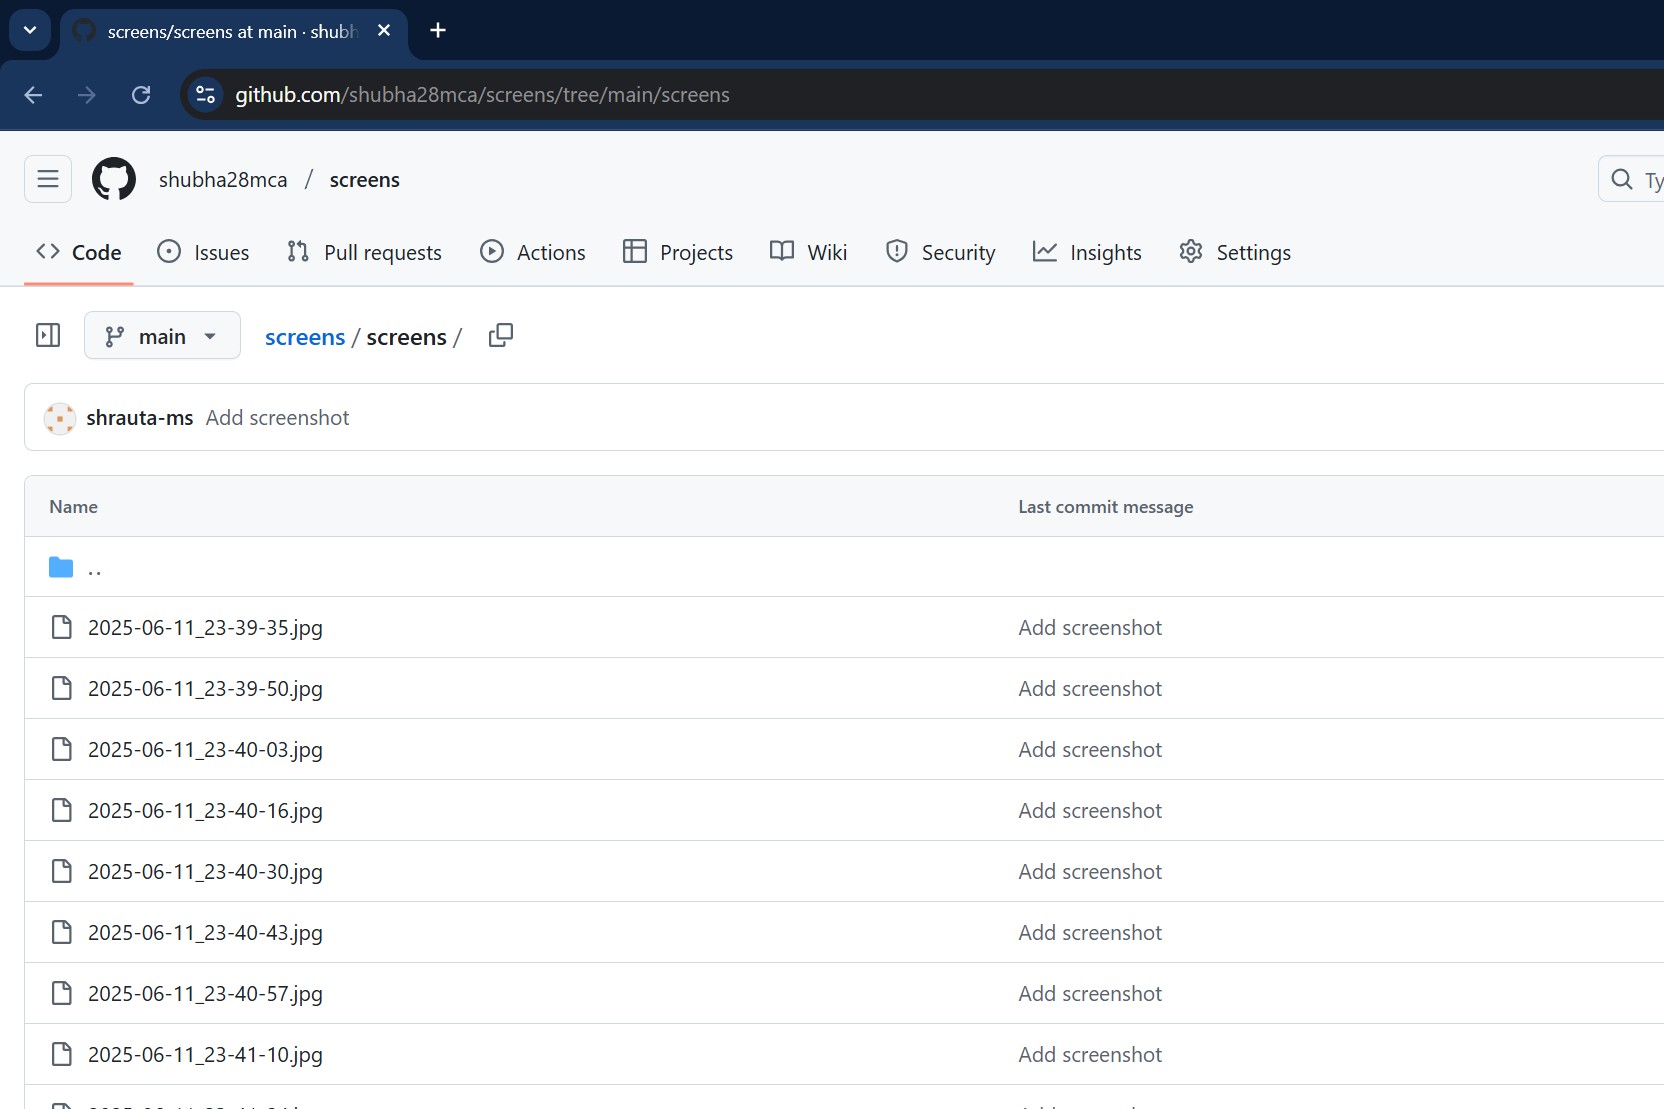 screens/screens at main · shubh
github.com/shubha28mca/screens/tree/main/screens
shubha28mca / screens
Ty
Code Issues Pull requests Actions Projects Wiki Security Insights Settings
main screens / screens /
shrauta-ms Add screenshot
Name Last commit message
..
2025-06-11_23-39-35.jpg Add screenshot
2025-06-11_23-39-50.jpg Add screenshot
2025-06-11_23-40-03.jpg Add screenshot
2025-06-11_23-40-16.jpg Add screenshot
2025-06-11_23-40-30.jpg Add screenshot
2025-06-11_23-40-43.jpg Add screenshot
2025-06-11_23-40-57.jpg Add screenshot
2025-06-11_23-41-10.jpg Add screenshot